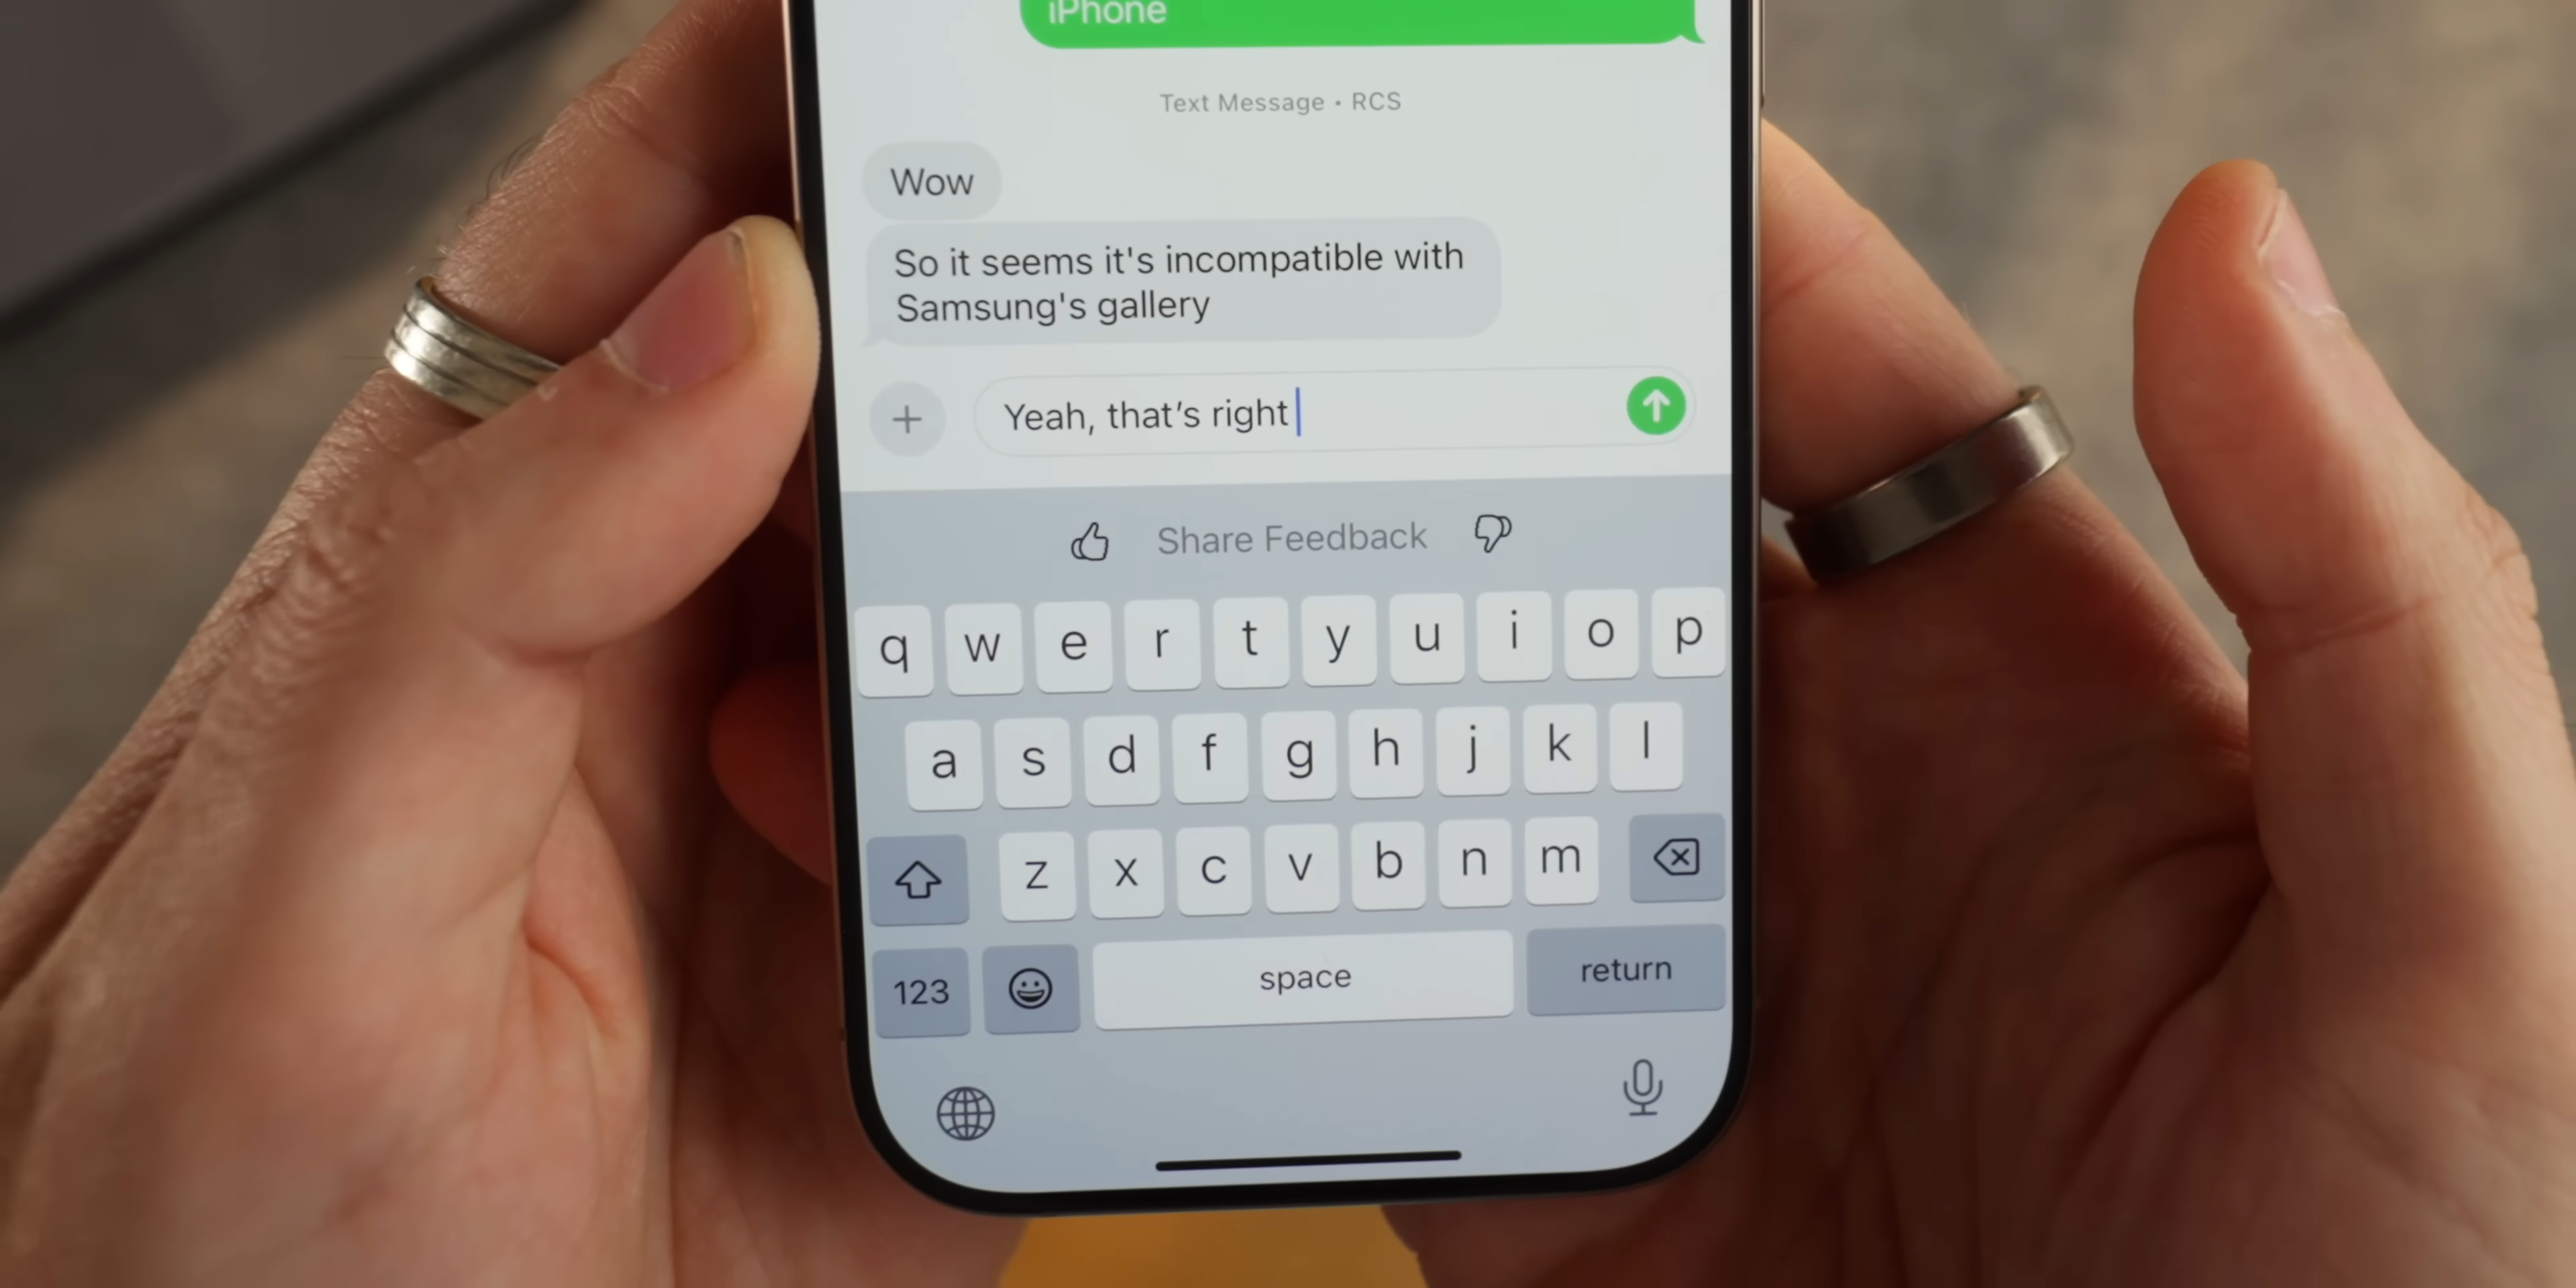 iPhone
Text Message • RCS
Wow
So it seems it's incompatible with
Samsung's gallery
Yeah, that’s right
Share Feedback
q w e r t y u i o p
a s d f g h j k l
z x c v b n m
123 space return